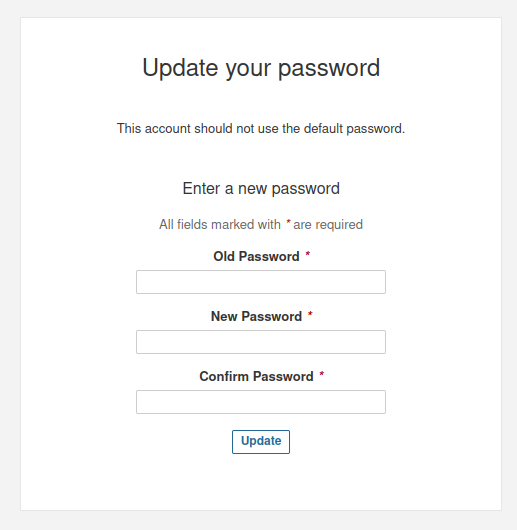 Update your password
This account should not use the default password.
Enter a new password
All fields marked with * are required
Old Password *
New Password *
Confirm Password *
Update